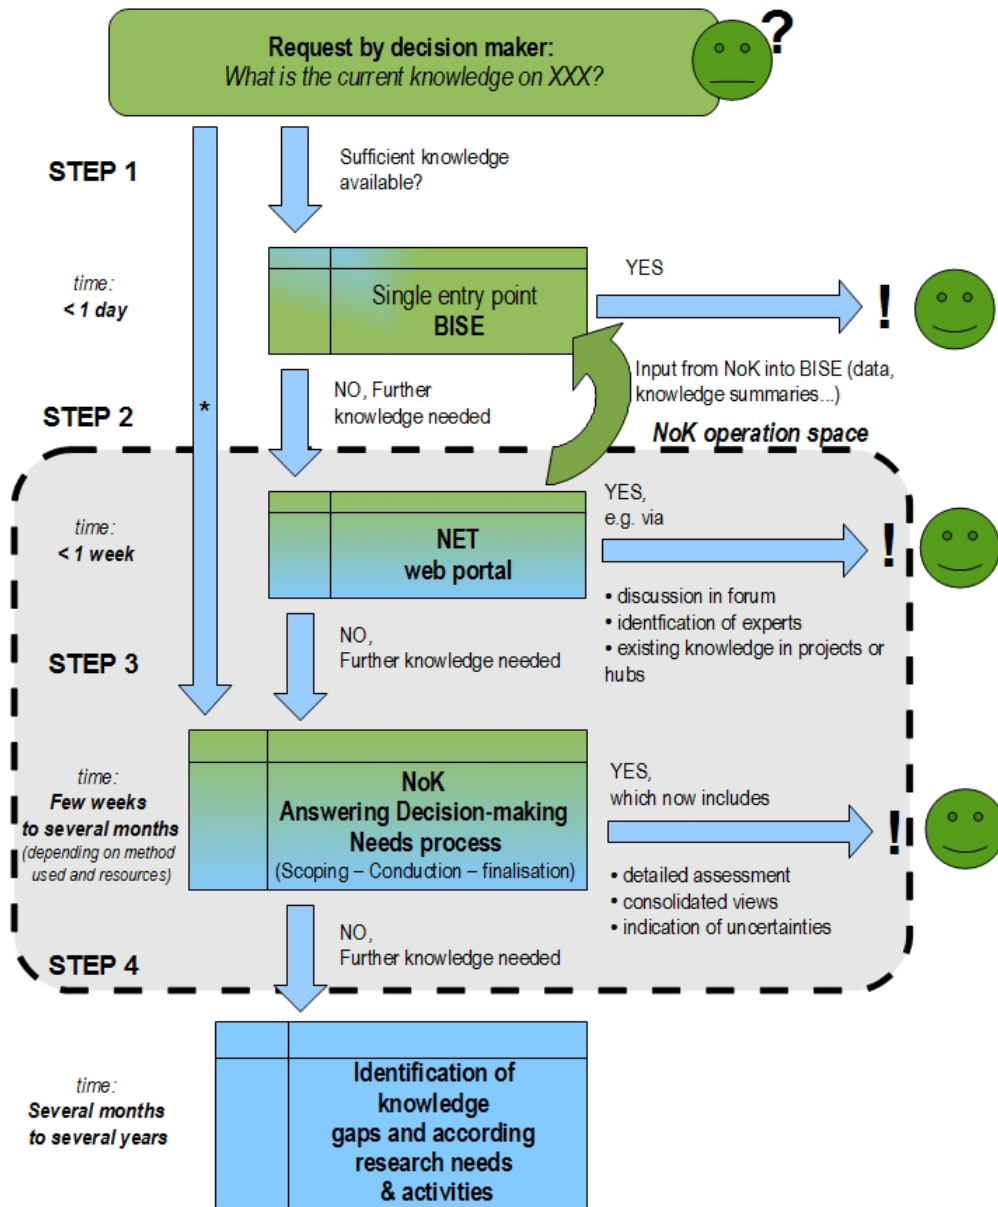 Request by decision maker:
What is the current knowledge on XXX?
?
STEP 1
Sufficient knowledge
available?
time:
< 1 day
Single entry point
BISE
YES
!
Input from NoK into BISE (data,
knowledge summaries...)
NO, Further
knowledge needed
*
STEP 2
NoK operation space
time:
< 1 week
NET
web portal
YES,
e.g. via
!
• discussion in forum
• identfication of experts
• existing knowledge in projects or
hubs
NO,
Further knowledge needed
STEP 3
time:
Few weeks
to several months
(depending on method
used and resources)
NoK
Answering Decision-making
Needs process
(Scoping – Conduction – finalisation)
YES,
which now includes
!
• detailed assessment
• consolidated views
• indication of uncertainties
NO,
Further knowledge needed
STEP 4
time:
Several months
to several years
Identification of
knowledge
gaps and according
research needs
& activities